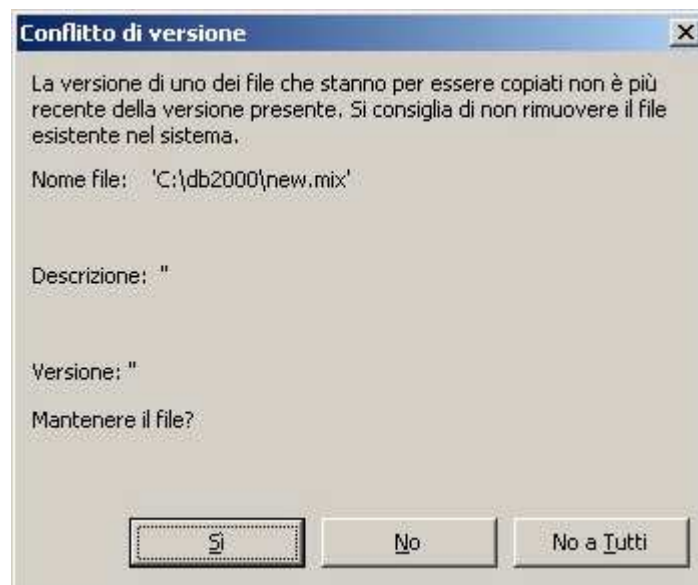 Conflitto di versione
La versione di uno dei file che stanno per essere copiati non è più
recente della versione presente. Si consiglia di non rimuovere il file
esistente nel sistema.
Nome file: 'C:\db2000\new.mix'
Descrizione: ''
Versione: ''
Mantenere il file?
Sì No No a Tutti